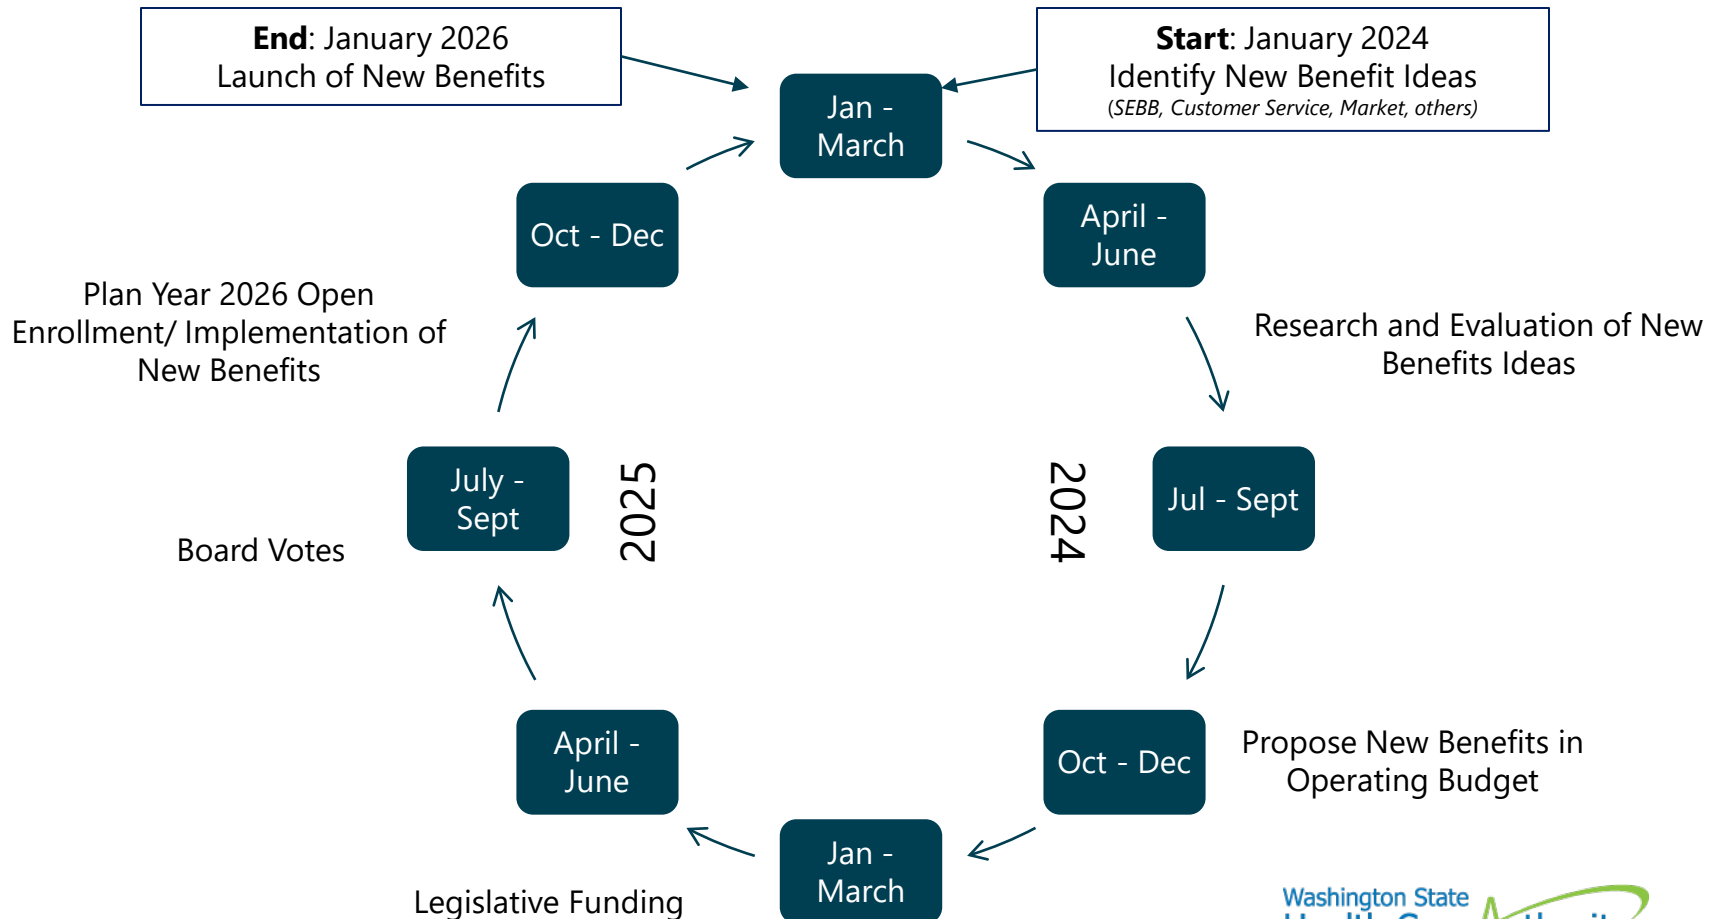 End: January 2026
Launch of New Benefits
Start: January 2024
Identify New Benefit Ideas
(SEBB, Customer Service, Market, others)
Jan -
March
April -
June
Research and Evaluation of New
Benefits Ideas
Jul - Sept
2024
Oct - Dec
Propose New Benefits in
Operating Budget
Jan -
March
Legislative Funding
April -
June
Board Votes
July -
Sept
2025
Plan Year 2026 Open
Enrollment/ Implementation of
New Benefits
Oct - Dec
Washington State